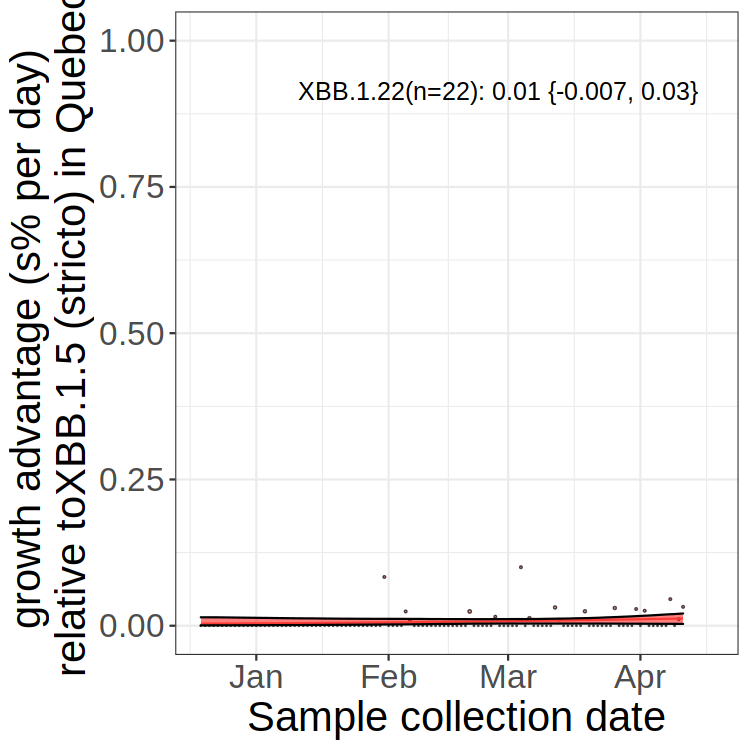 growth advantage (s% per day)
relative toXBB.1.5 (stricto) in Quebec
1.00
0.75
0.50
0.25
0.00
XBB.1.22(n=22): 0.01 {-0.007, 0.03}
Jan Feb Mar Apr
Sample collection date